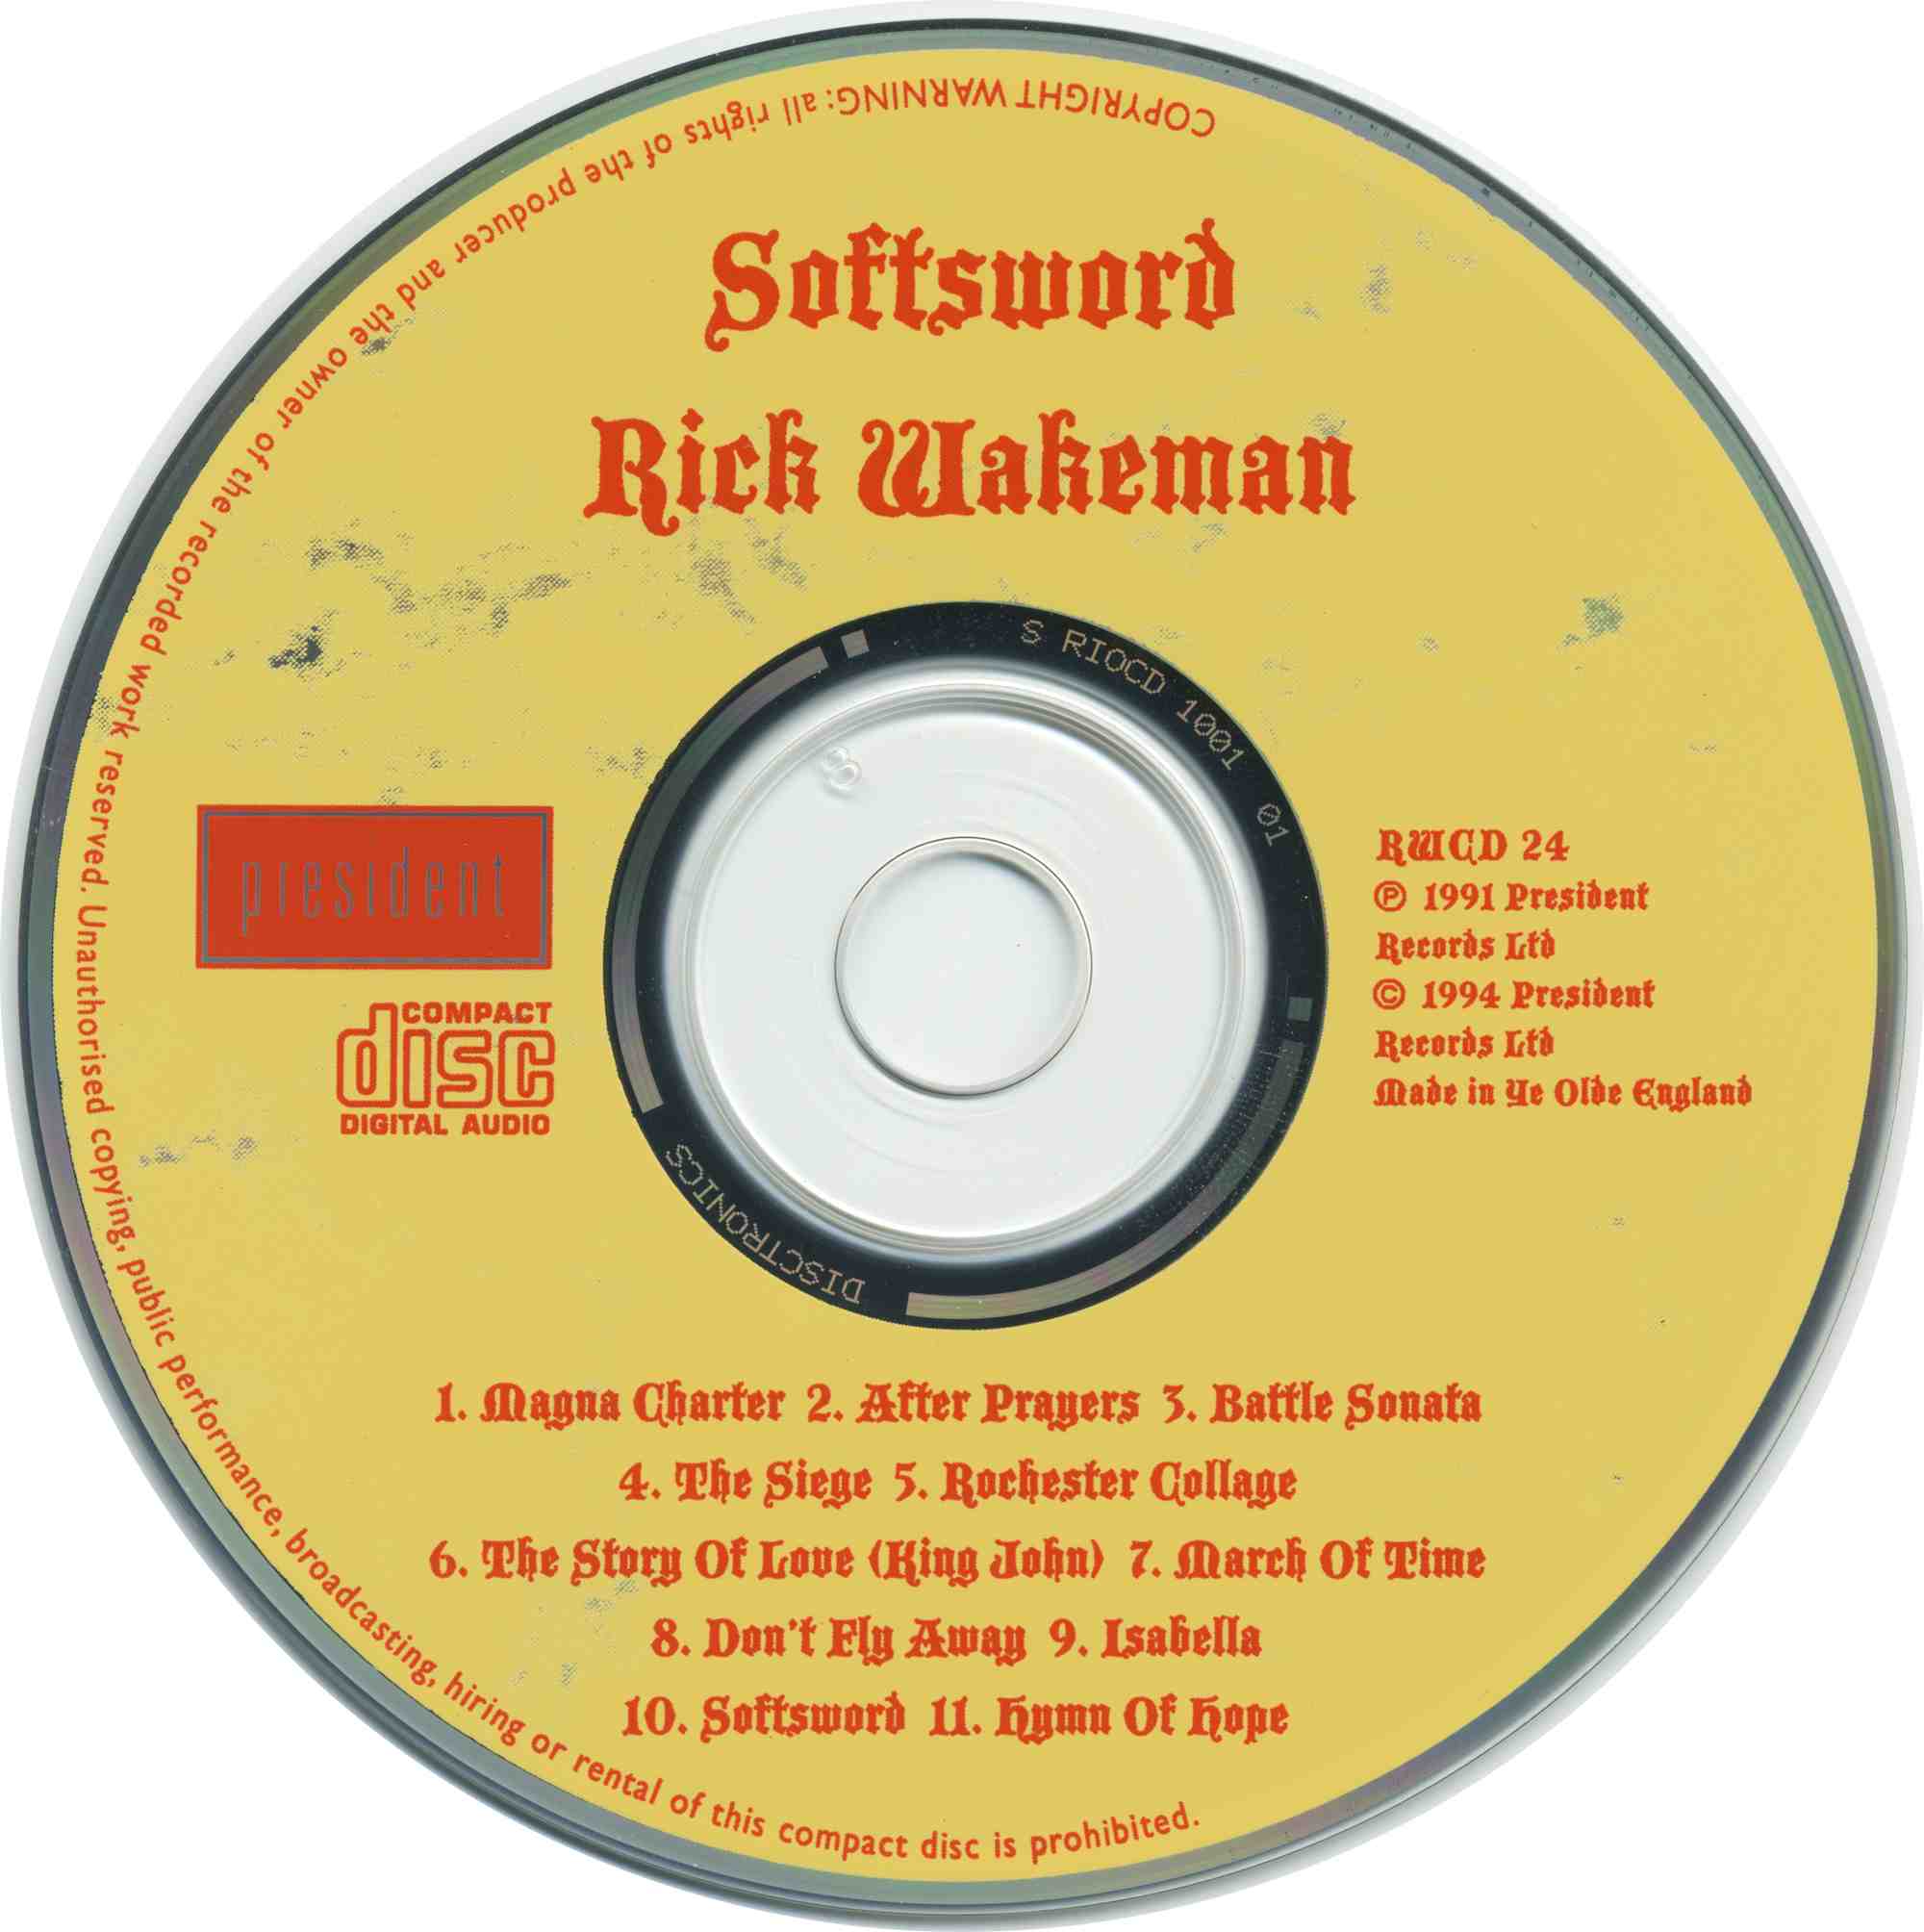 COPYRIGHT WARNING: all rights of the producer and the owner of the recorded work reserved. Unauthorised copying, public performance, broadcasting, hiring or rental of this compact disc is prohibited.
Softsword
Rick Wakeman
S RIOCD 1001 01
8
president
COMPACT
disc
DIGITAL AUDIO
RWCD 24
℗ 1991 President
Records Ltd
© 1994 President
Records Ltd
Made in Ye Olde England
DISCTRONICS
1. Magna Charter 2. After Prayers 3. Battle Sonata
4. The Siege 5. Rochester Collage
6. The Story Of Love (King John) 7. March Of Time
8. Don't Fly Away 9. Isabella
10. Softsword 11. Hymn Of Hope